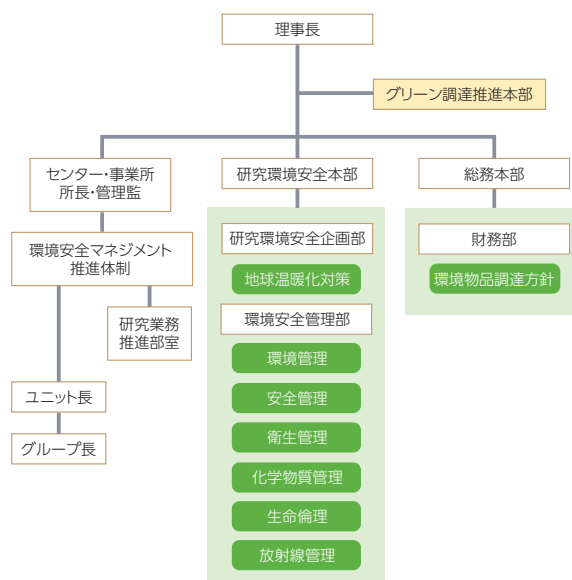 理事長
グリーン調達推進本部
センター・事業所
所長・管理監
環境安全マネジメント
推進体制
研究業務
推進部室
ユニット長
グループ長
研究環境安全本部
研究環境安全企画部
地球温暖化対策
環境安全管理部
環境管理
安全管理
衛生管理
化学物質管理
生命倫理
放射線管理
総務本部
財務部
環境物品調達方針